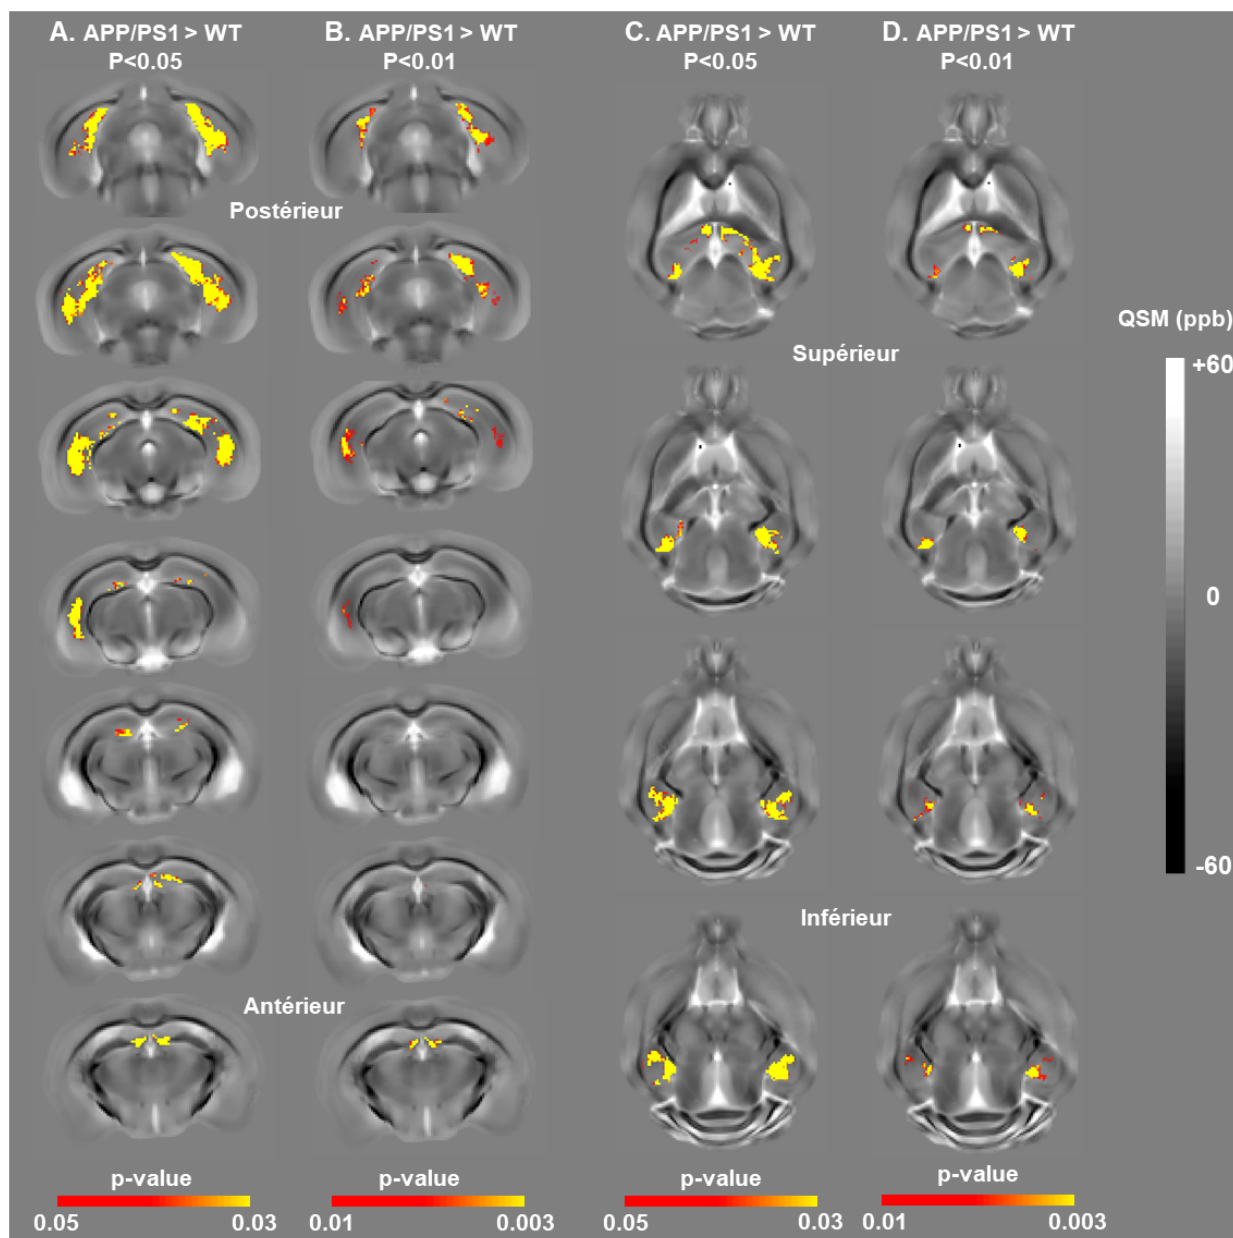 A. APP/PS1 > WT
P<0.05
B. APP/PS1 > WT
P<0.01
C. APP/PS1 > WT
P<0.05
D. APP/PS1 > WT
P<0.01
Postérieur
QSM (ppb)
Supérieur
+60
0
-60
Inférieur
Antérieur
p-value
0.05
0.03
p-value
0.01
0.003
p-value
0.05
0.03
p-value
0.01
0.003